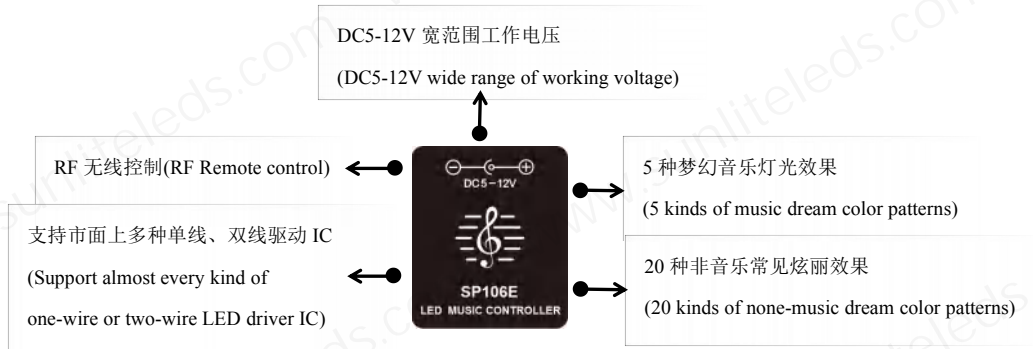 DC5-12V 宽范围工作电压
(DC5-12V wide range of working voltage)
RF 无线控制(RF Remote control)
支持市面上多种单线、双线驱动 IC
(Support almost every kind of
one-wire or two-wire LED driver IC)
DC5-12V
SP106E
LED MUSIC CONTROLLER
5 种梦幻音乐灯光效果
(5 kinds of music dream color patterns)
20 种非音乐常见炫丽效果
(20 kinds of none-music dream color patterns)
sunliteleds.com
www.sunliteleds